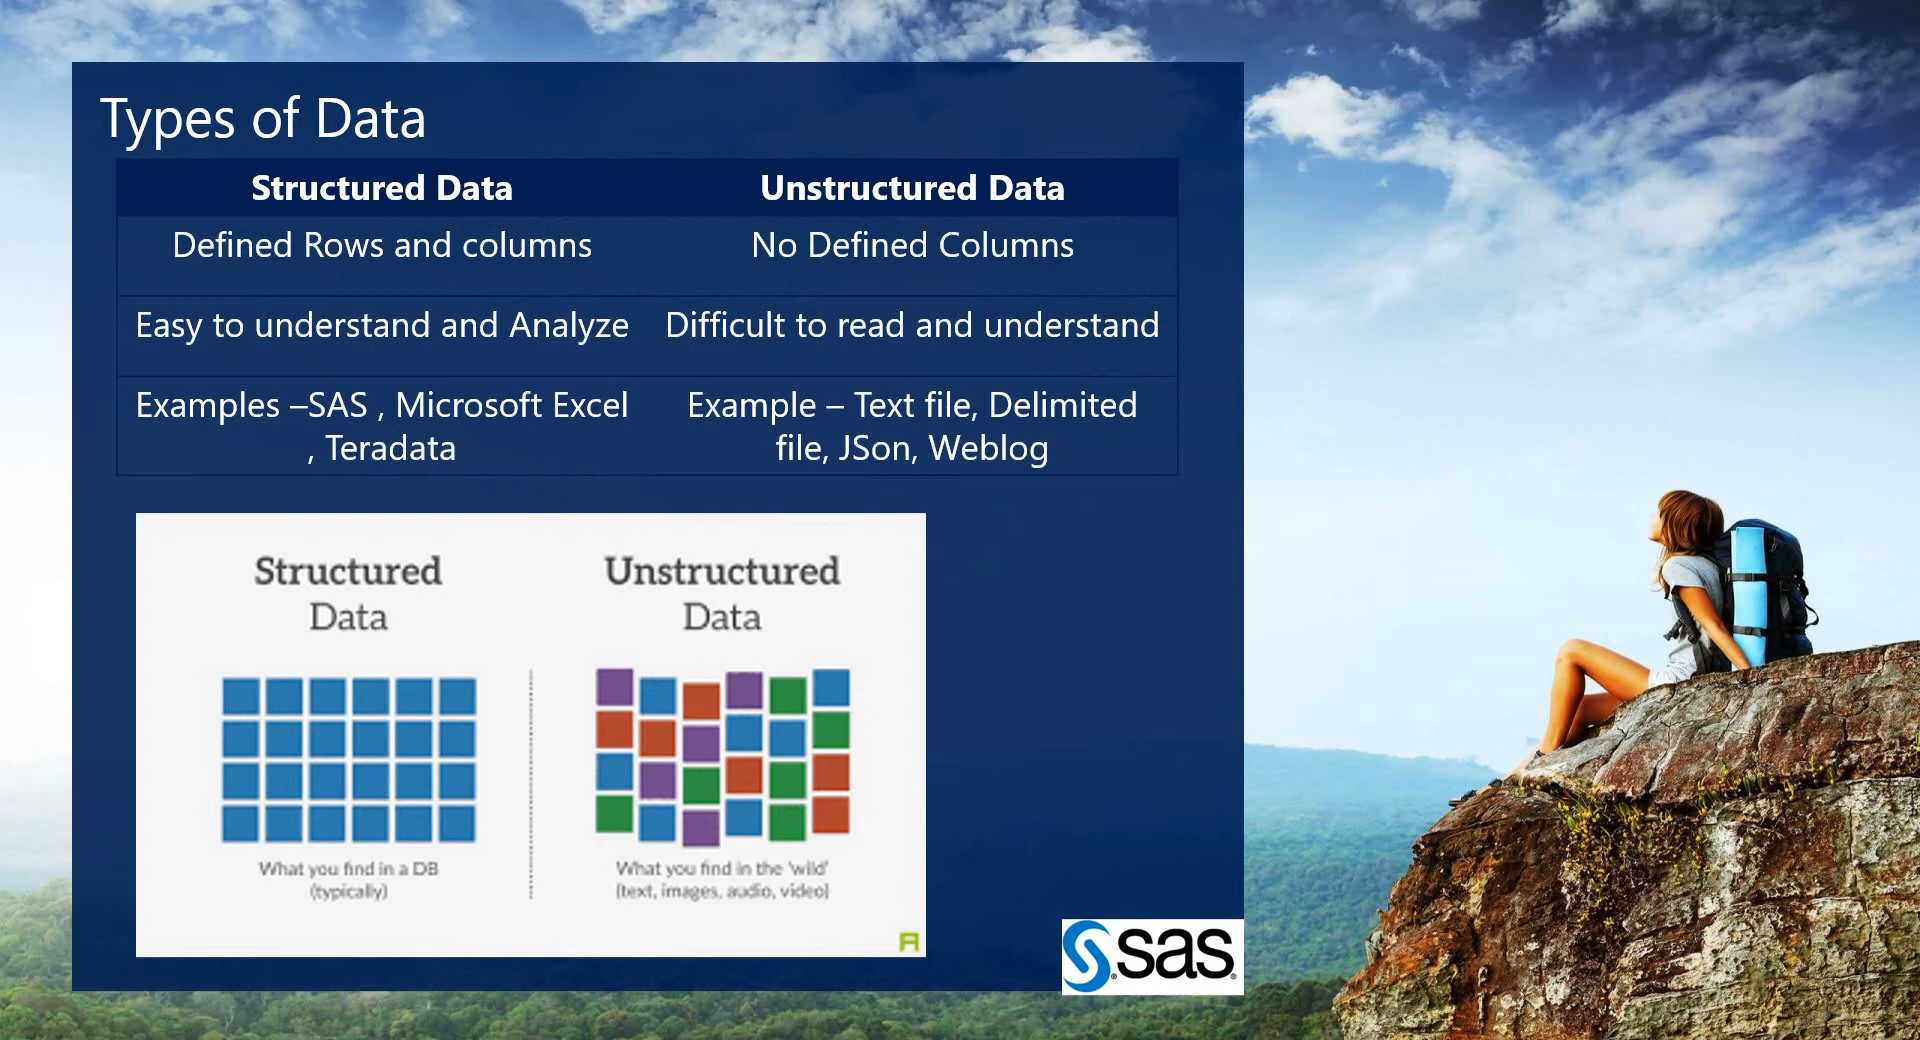 Types of Data
Structured Data
Unstructured Data
Defined Rows and columns
No Defined Columns
Easy to understand and Analyze
Difficult to read and understand
Examples –SAS , Microsoft Excel
, Teradata
Example – Text file, Delimited
file, JSon, Weblog
Structured
Data
Unstructured
Data
What you find in a DB
(typically)
What you find in the 'wild'
(text, images, audio, video)
sas